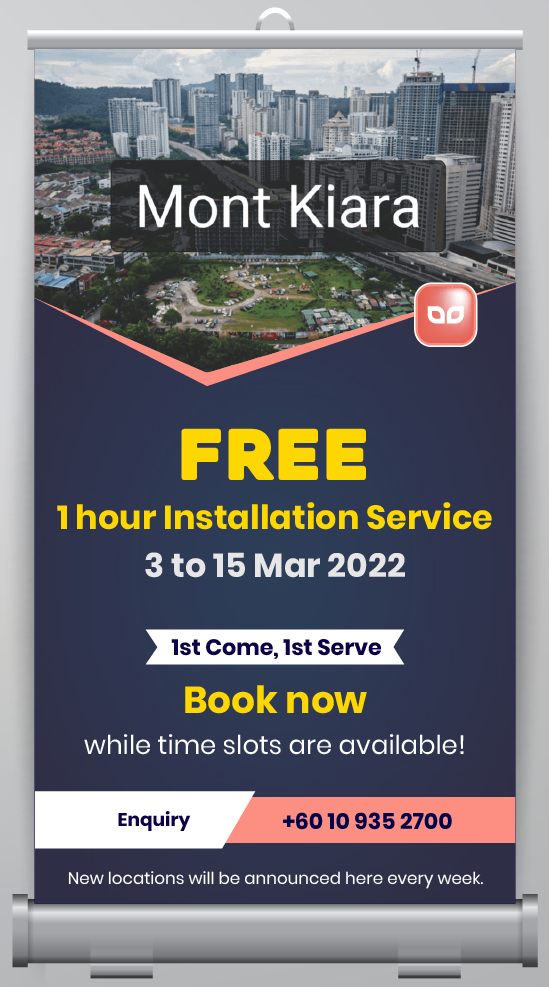 Mont Kiara
FREE
1 hour Installation Service
3 to 15 Mar 2022
1st Come, 1st Serve
Book now
while time slots are available!
Enquiry
+60 10 935 2700
New locations will be announced here every week.